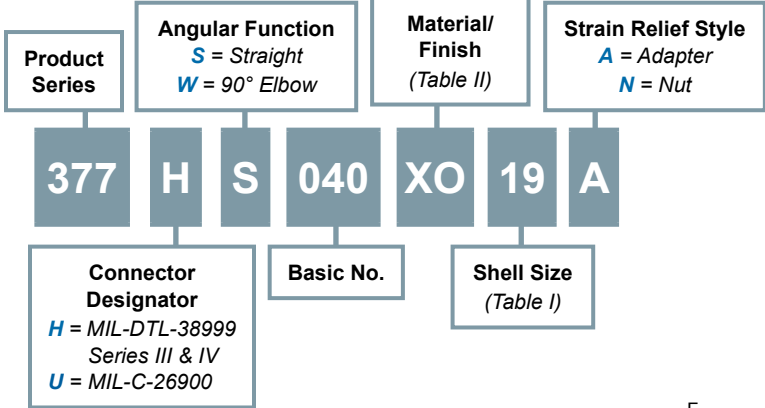 Product
Series
Angular Function
S = Straight
W = 90° Elbow
Material/
Finish
(Table II)
Strain Relief Style
A = Adapter
N = Nut
377 H S 040 XO 19 A
Connector
Designator
H = MIL-DTL-38999
Series III & IV
U = MIL-C-26900
Basic No.
Shell Size
(Table I)